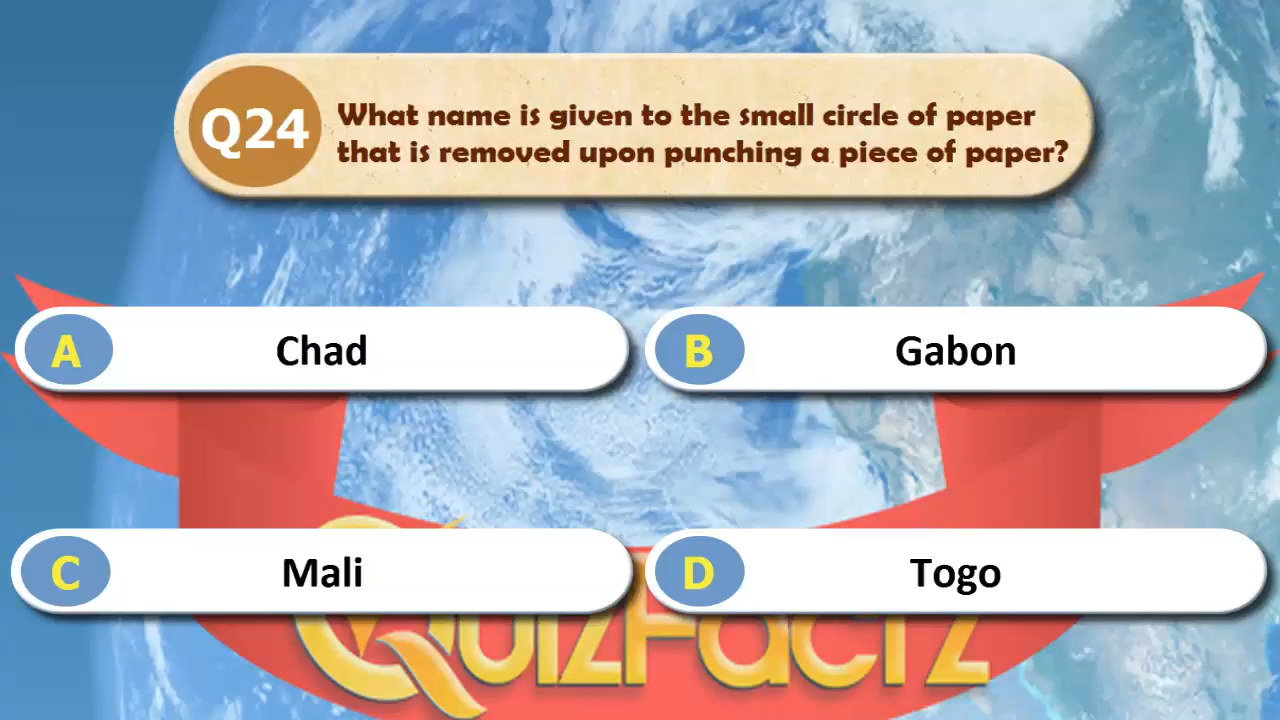 Q24
What name is given to the small circle of paper
that is removed upon punching a piece of paper?
A Chad
B Gabon
C Mali
D Togo
QuizFactz